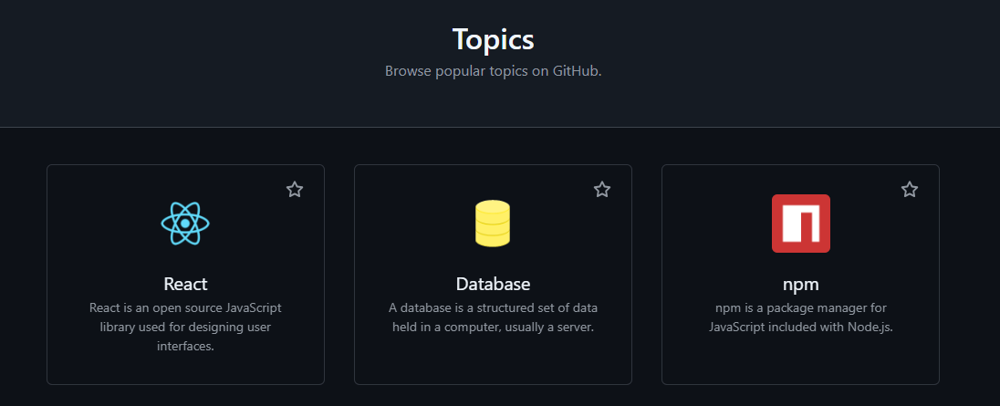 Topics
Browse popular topics on GitHub.
React
React is an open source JavaScript
library used for designing user
interfaces.
Database
A database is a structured set of data
held in a computer, usually a server.
npm
npm is a package manager for
JavaScript included with Node.js.